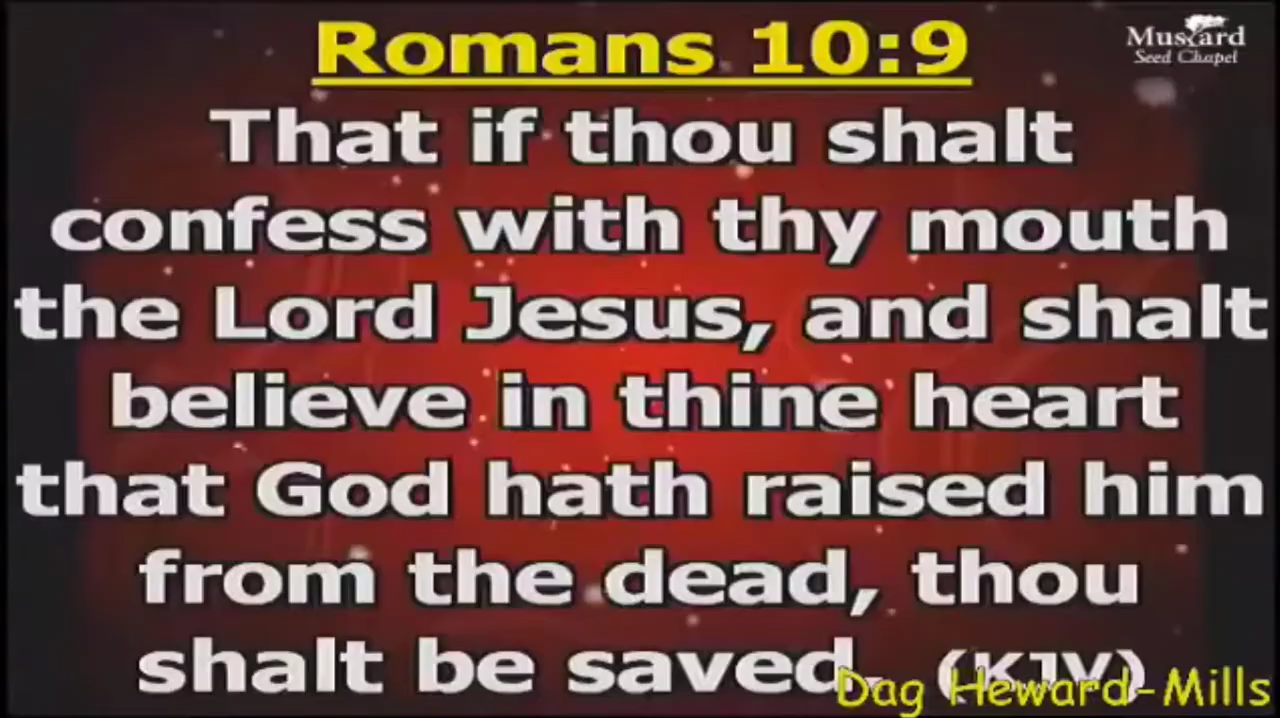 Romans 10:9
Mustard
Seed Chapel
That if thou shalt
confess with thy mouth
the Lord Jesus, and shalt
believe in thine heart
that God hath raised him
from the dead, thou
shalt be saved. (KJV)
Dag Heward-Mills